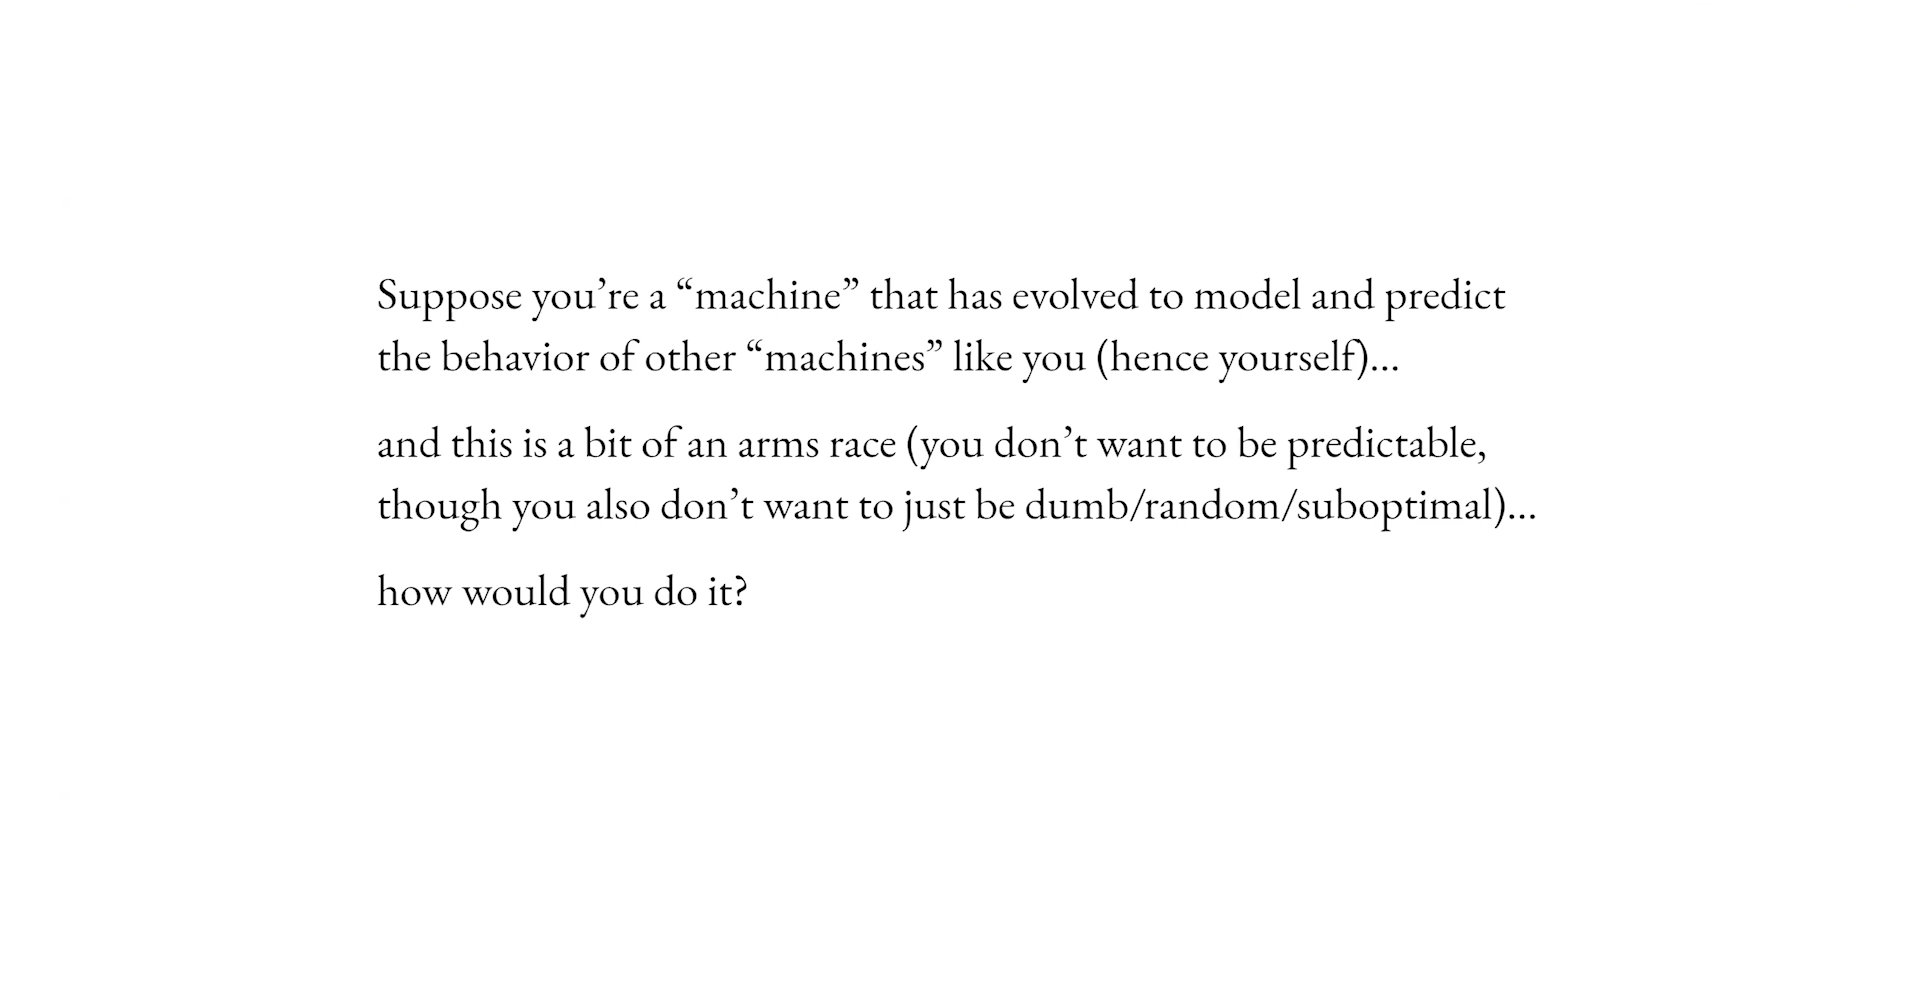 Suppose you’re a “machine” that has evolved to model and predict
the behavior of other “machines” like you (hence yourself)...
and this is a bit of an arms race (you don’t want to be predictable,
though you also don’t want to just be dumb/random/suboptimal)...
how would you do it?